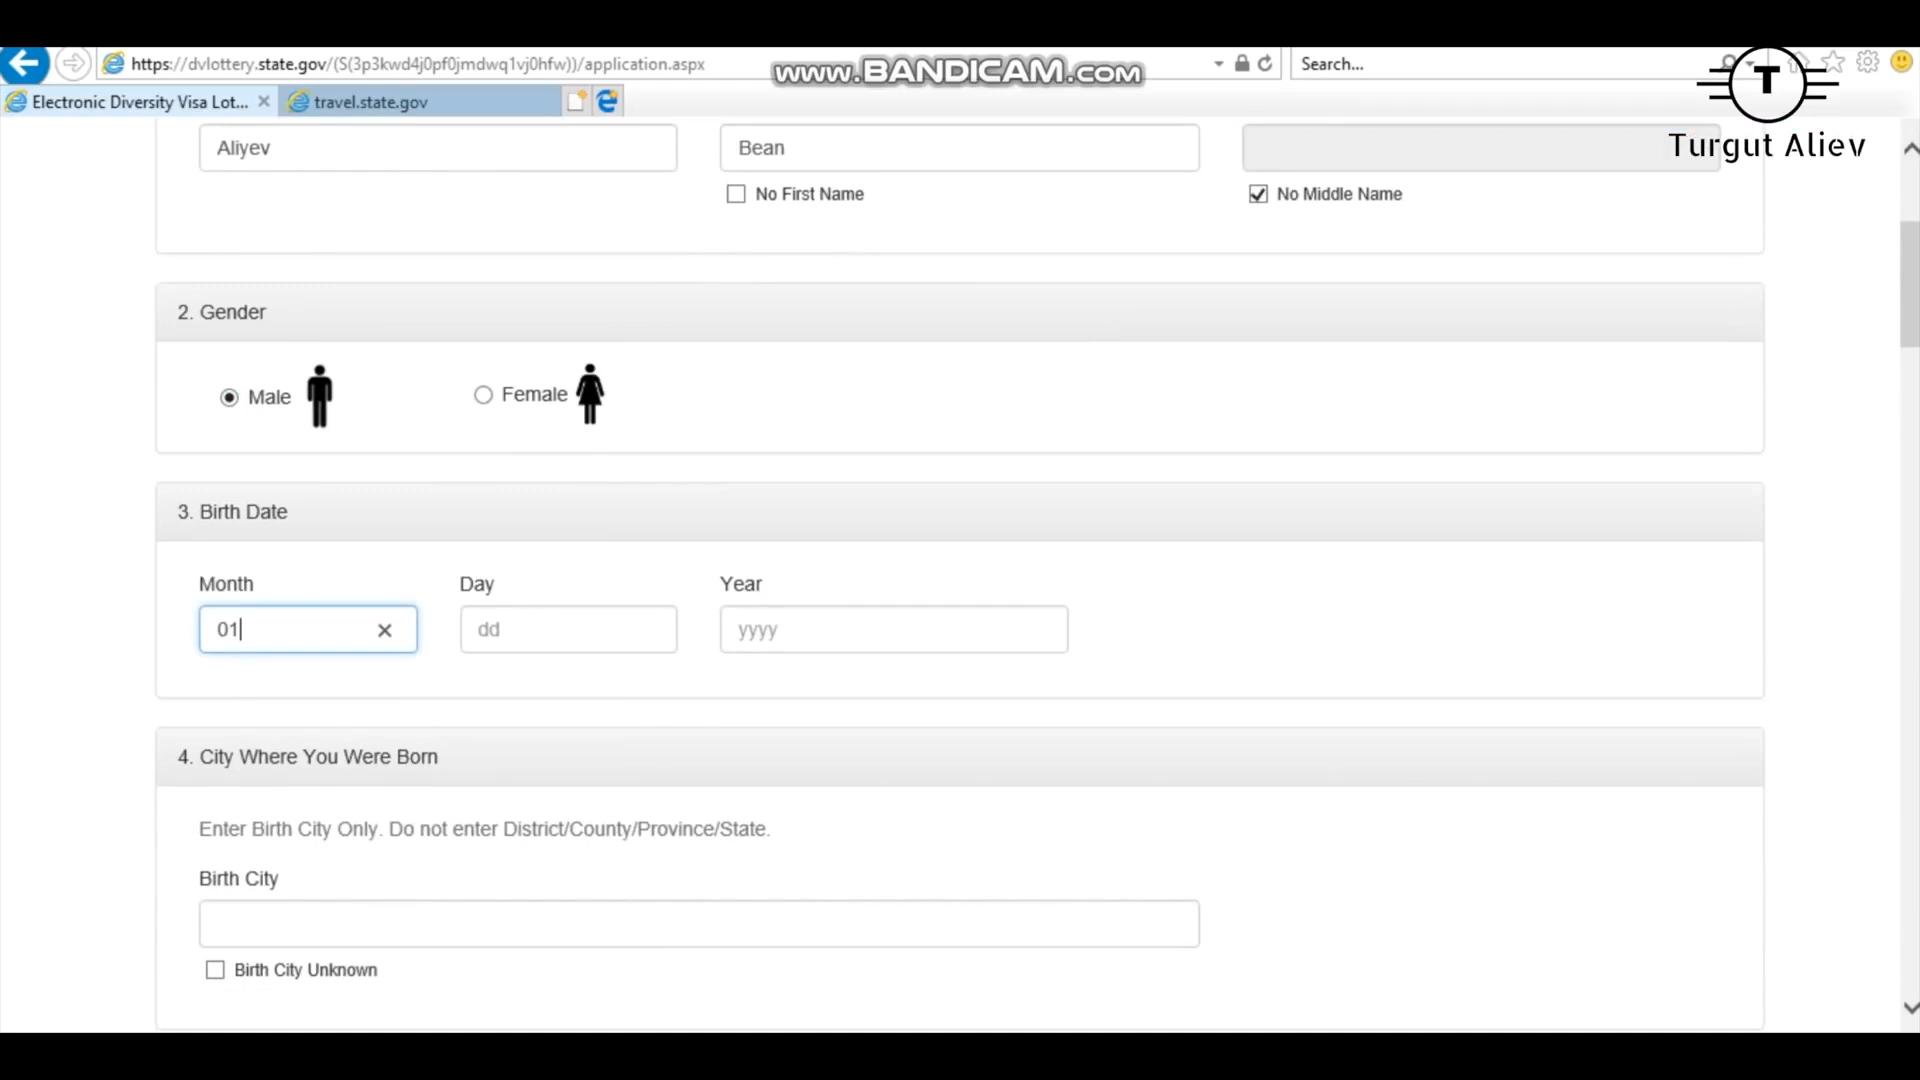 https://dvlottery.state.gov/(S(3p3kwd4j0pf0jmdwq1vj0hfw))/application.aspx
www.BANDICAM.com
Search...
Electronic Diversity Visa Lot...
travel.state.gov
T
Turgut Aliev
Aliyev
Bean
No First Name
No Middle Name
2. Gender
Male
Female
3. Birth Date
Month
Day
Year
01
dd
yyyy
4. City Where You Were Born
Enter Birth City Only. Do not enter District/County/Province/State.
Birth City
Birth City Unknown